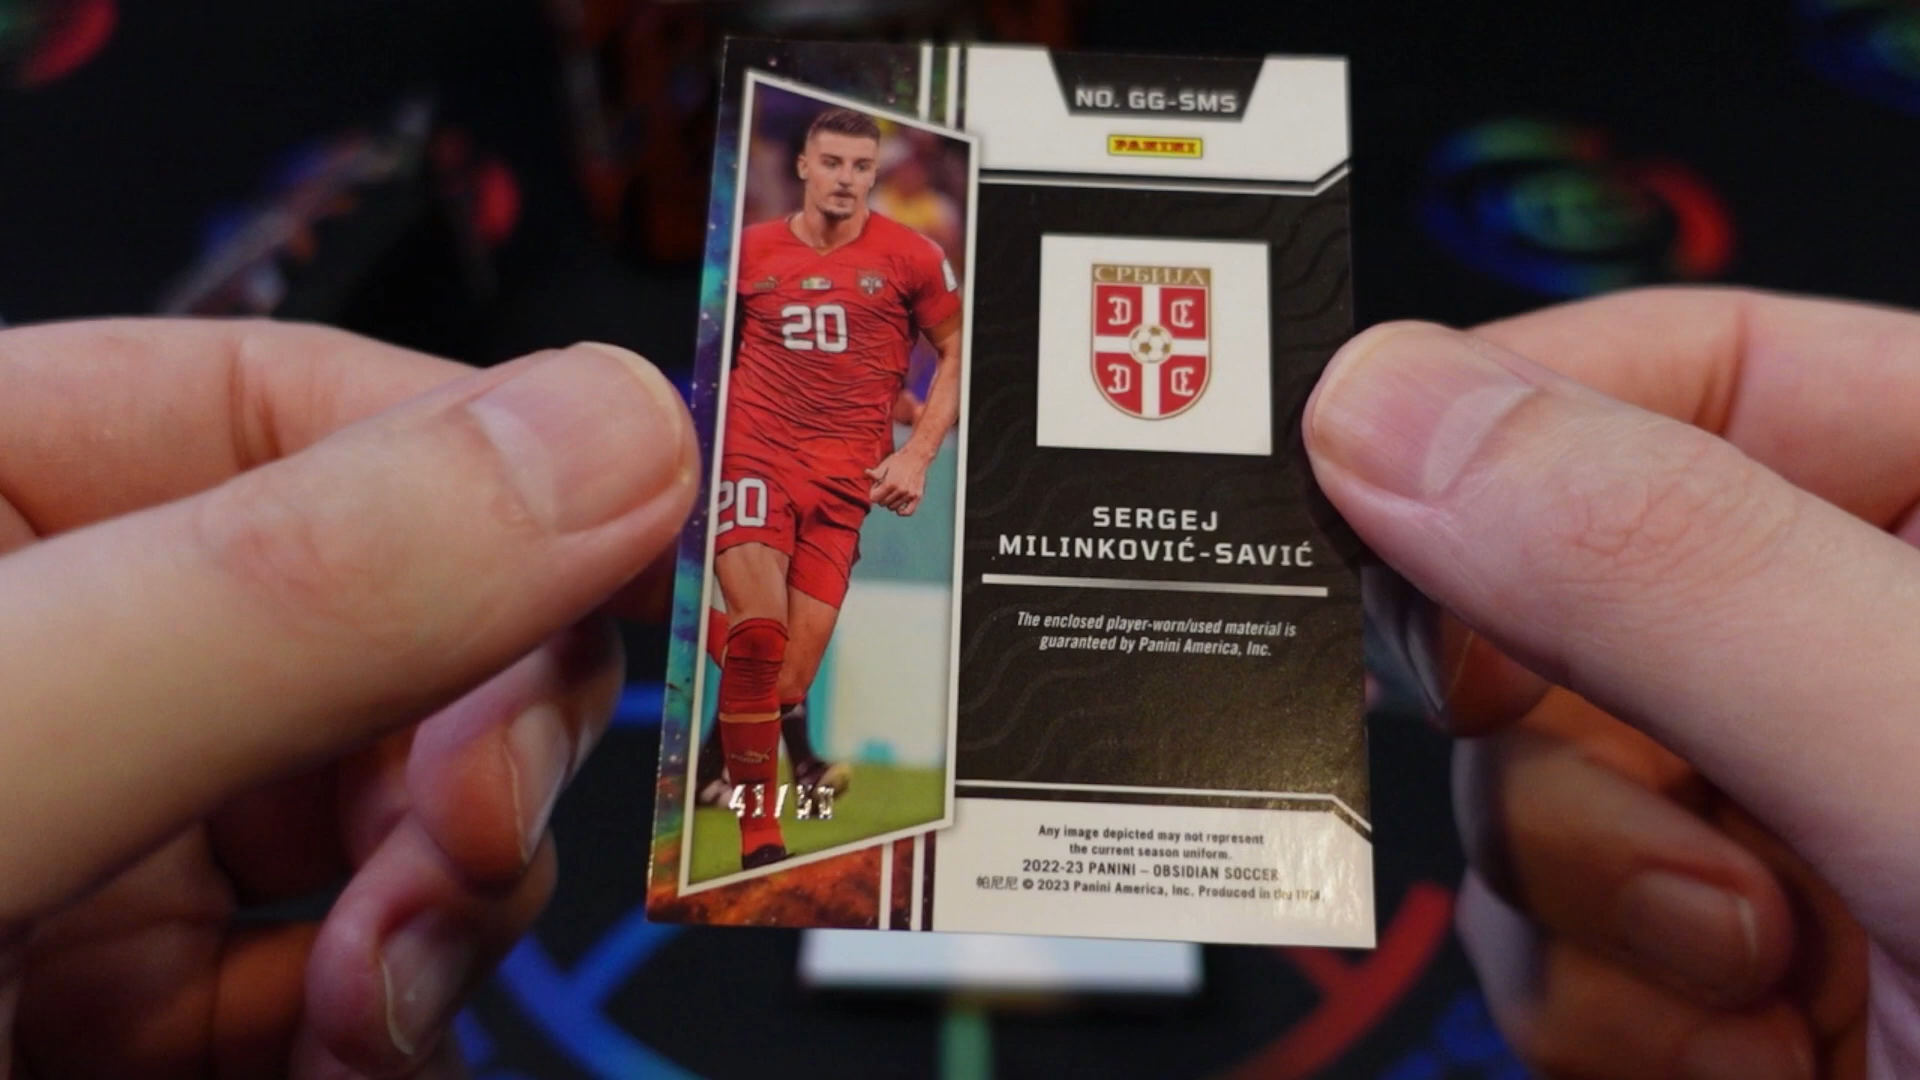 NO. GG-SMS
PANINI
СРБИЈА
20
20
SERGEJ
MILINKOVIĆ-SAVIĆ
The enclosed player-worn/used material is
guaranteed by Panini America, Inc.
41/50
Any image depicted may not represent
the current season uniform.
2022-23 PANINI – OBSIDIAN SOCCER
帕尼尼 © 2023 Panini America, Inc. Produced in the USA.